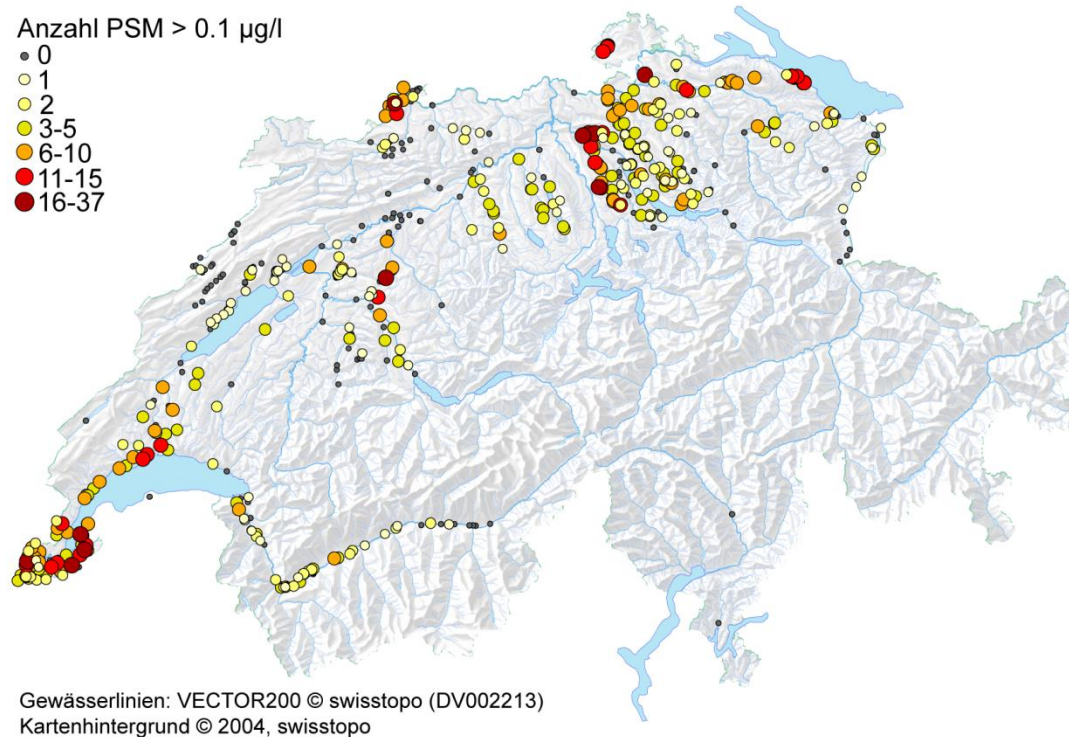 Anzahl PSM > 0.1 µg/l
0
1
2
3-5
6-10
11-15
16-37
Gewässerlinien: VECTOR200 © swisstopo (DV002213)
Kartenhintergrund © 2004, swisstopo